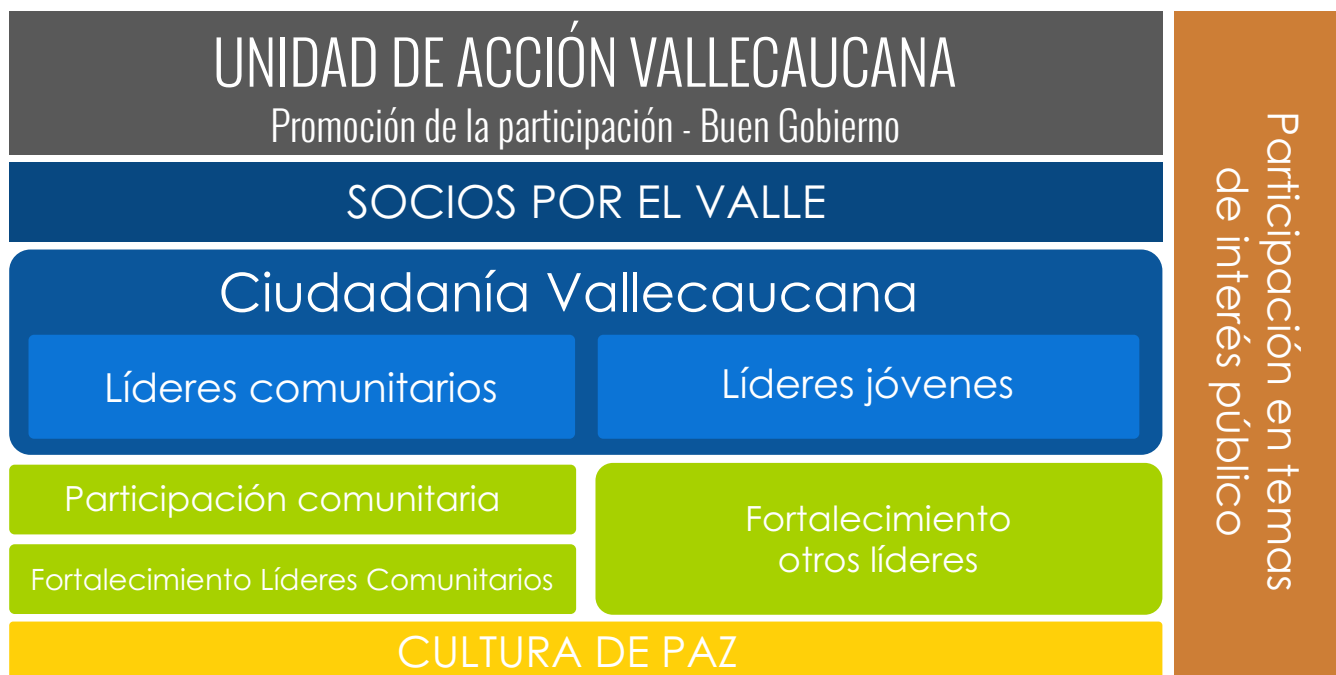 UNIDAD DE ACCIÓN VALLECAUCANA
Promoción de la participación - Buen Gobierno
SOCIOS POR EL VALLE
Ciudadanía Vallecaucana
Líderes comunitarios
Líderes jóvenes
Participación comunitaria
Fortalecimiento Líderes Comunitarios
Fortalecimiento
otros líderes
CULTURA DE PAZ
Participación en temas
de interés público